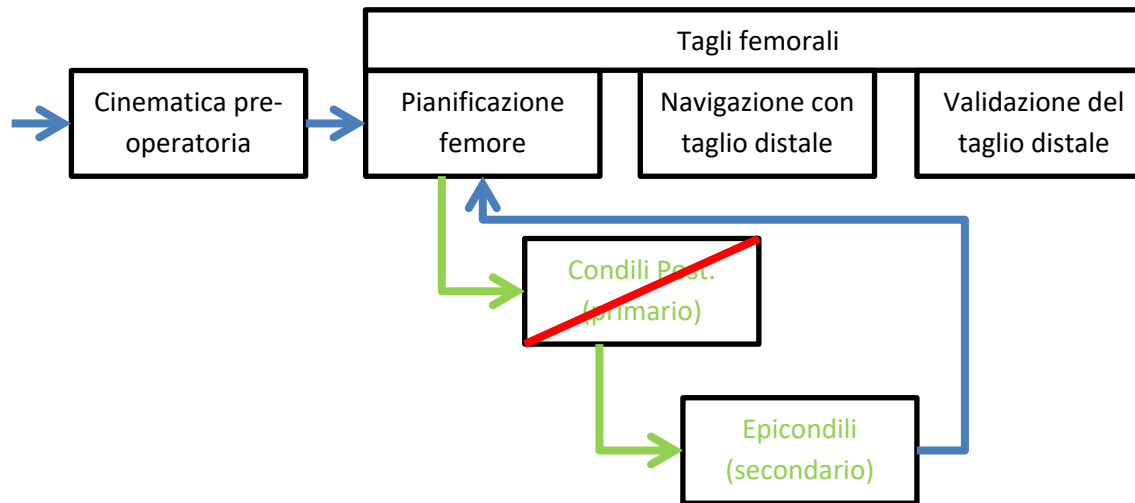 Tagli femorali
Cinematica pre-
operatoria
Pianificazione
femore
Navigazione con
taglio distale
Validazione del
taglio distale
Condili Post.
(primario)
Epicondili
(secondario)